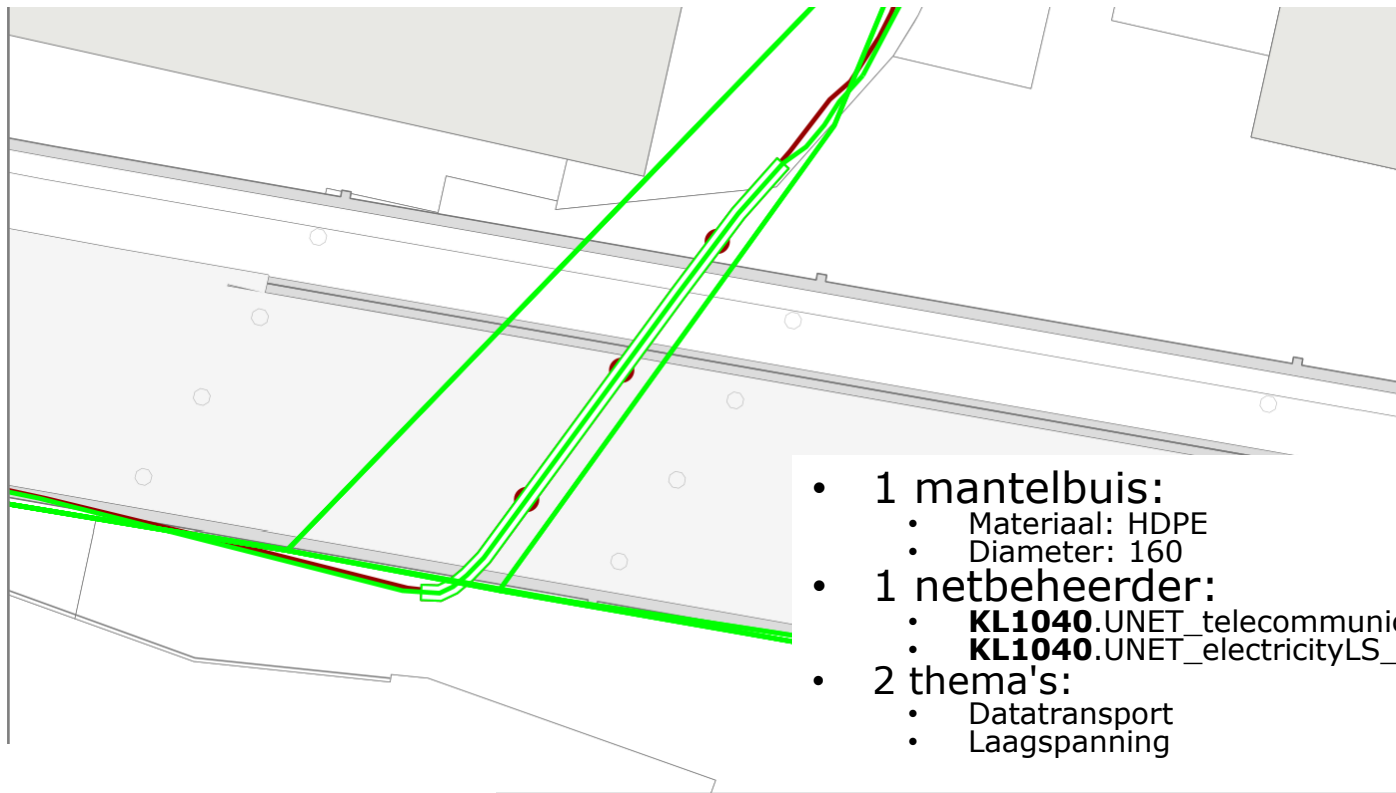 • 1 mantelbuis:
• Materiaal: HDPE
• Diameter: 160
• 1 netbeheerder:
• KL1040.UNET_telecommunic
• KL1040.UNET_electricityLS_
• 2 thema's:
• Datatransport
• Laagspanning